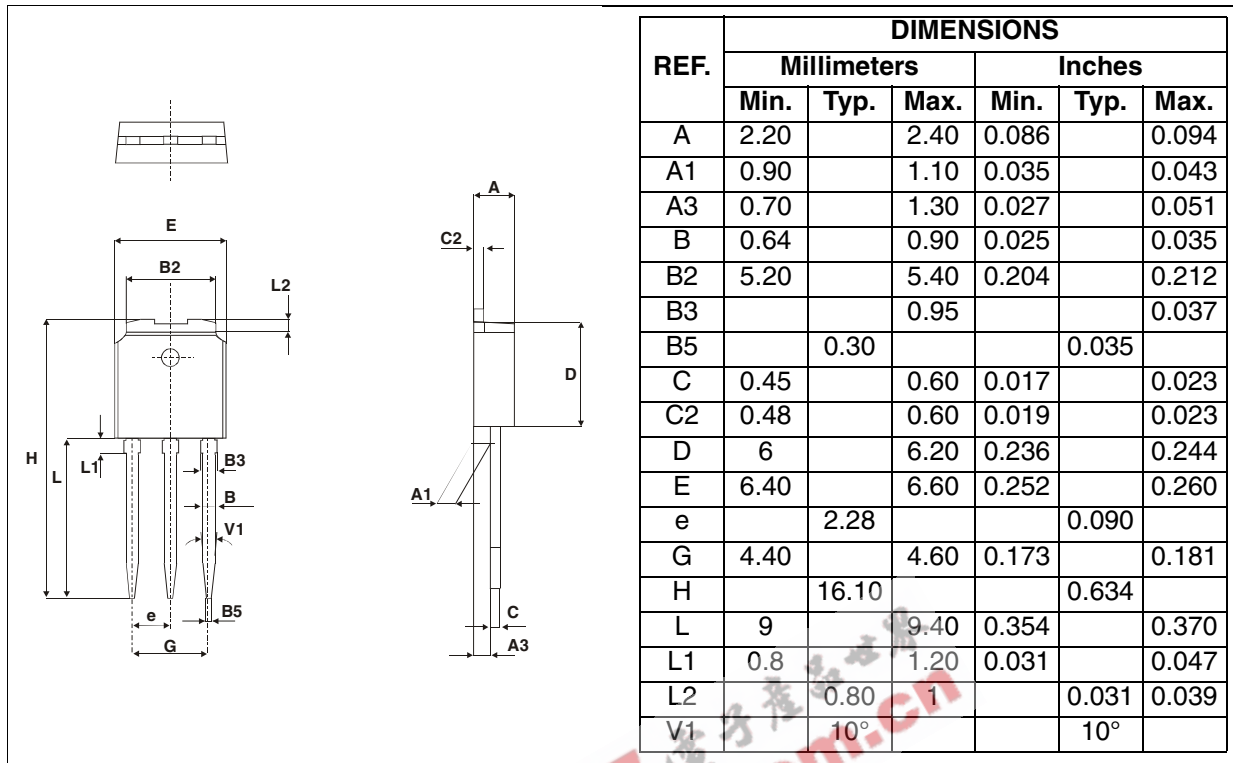 A
E
C2
B2
L2
D
H
L
L1
B3
B
A1
V1
e
B5
C
G
A3
DIMENSIONS
REF. Millimeters Inches
Min. Typ. Max. Min. Typ. Max.
A 2.20 2.40 0.086 0.094
A1 0.90 1.10 0.035 0.043
A3 0.70 1.30 0.027 0.051
B 0.64 0.90 0.025 0.035
B2 5.20 5.40 0.204 0.212
B3 0.95 0.037
B5 0.30 0.035
C 0.45 0.60 0.017 0.023
C2 0.48 0.60 0.019 0.023
D 6 6.20 0.236 0.244
E 6.40 6.60 0.252 0.260
e 2.28 0.090
G 4.40 4.60 0.173 0.181
H 16.10 0.634
L 9 9.40 0.354 0.370
L1 0.8 1.20 0.031 0.047
L2 0.80 1 0.031 0.039
V1 10° 10°
子產品世界
.cn